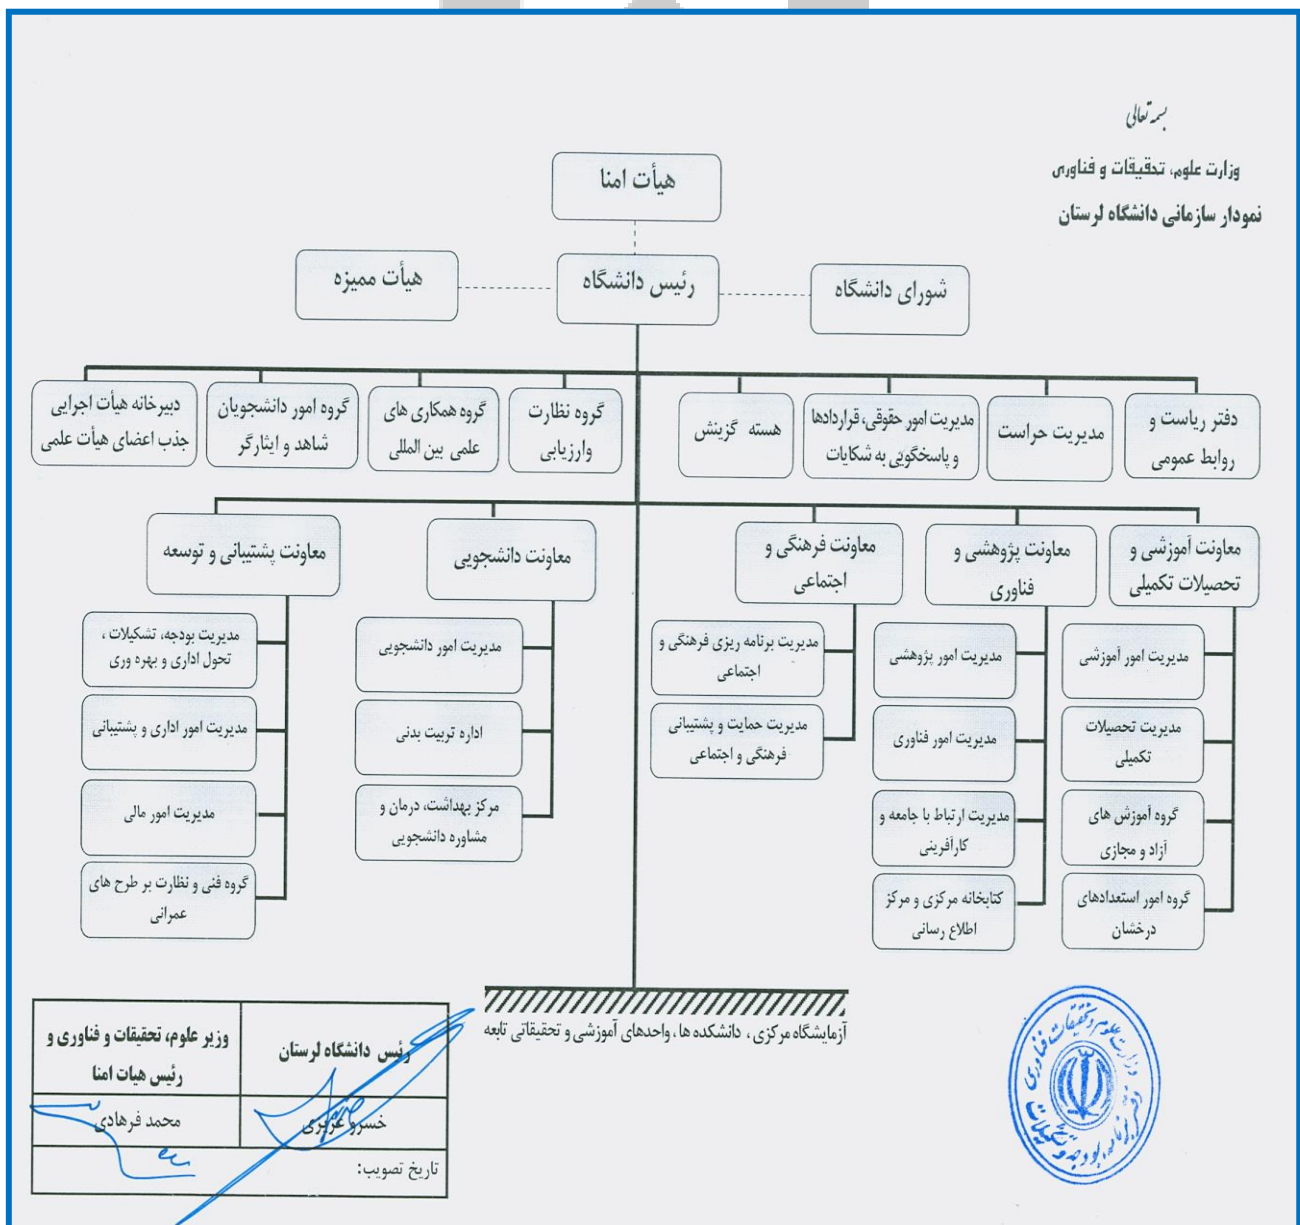 بسمه تعالی
وزارت علوم، تحقیقات و فناوری
نمودار سازمانی دانشگاه لرستان
هیأت امنا
شورای دانشگاه
رئیس دانشگاه
هیأت ممیزه
دفتر ریاست و
روابط عمومی
مدیریت حراست
مدیریت امور حقوقی، قراردادها
و پاسخگویی به شکایات
هسته گزینش
گروه نظارت
وارزیابی
گروه همکاری های
علمی بین المللی
گروه امور دانشجویان
شاهد و ایثارگر
دبیرخانه هیأت اجرایی
جذب اعضای هیأت علمی
معاونت آموزشی و
تحصیلات تکمیلی
مدیریت امور آموزشی
مدیریت تحصیلات
تکمیلی
گروه آموزش های
آزاد و مجازی
گروه امور استعدادهای
درخشان
معاونت پژوهشی و
فناوری
مدیریت امور پژوهشی
مدیریت امور فناوری
مدیریت ارتباط با جامعه و
کارآفرینی
کتابخانه مرکزی و مرکز
اطلاع رسانی
معاونت فرهنگی و
اجتماعی
مدیریت برنامه ریزی فرهنگی و
اجتماعی
مدیریت حمایت و پشتیبانی
فرهنگی و اجتماعی
معاونت دانشجویی
مدیریت امور دانشجویی
اداره تربیت بدنی
مرکز بهداشت، درمان و
مشاوره دانشجویی
معاونت پشتیبانی و توسعه
مدیریت بودجه، تشکیلات ،
تحول اداری و بهره وری
مدیریت امور اداری و پشتیبانی
مدیریت امور مالی
گروه فنی و نظارت بر طرح های
عمرانی
آزمایشگاه مرکزی، دانشکده ها، واحدهای آموزشی و تحقیقاتی تابعه
رئیس دانشگاه لرستان
وزیر علوم، تحقیقات و فناوری و
رئیس هیات امنا
خسرو عزیزی
محمد فرهادی
تاریخ تصویب:
وزارت علوم و تحقیقات و فناوری
دفتر برنامه، بودجه و تشکیلات